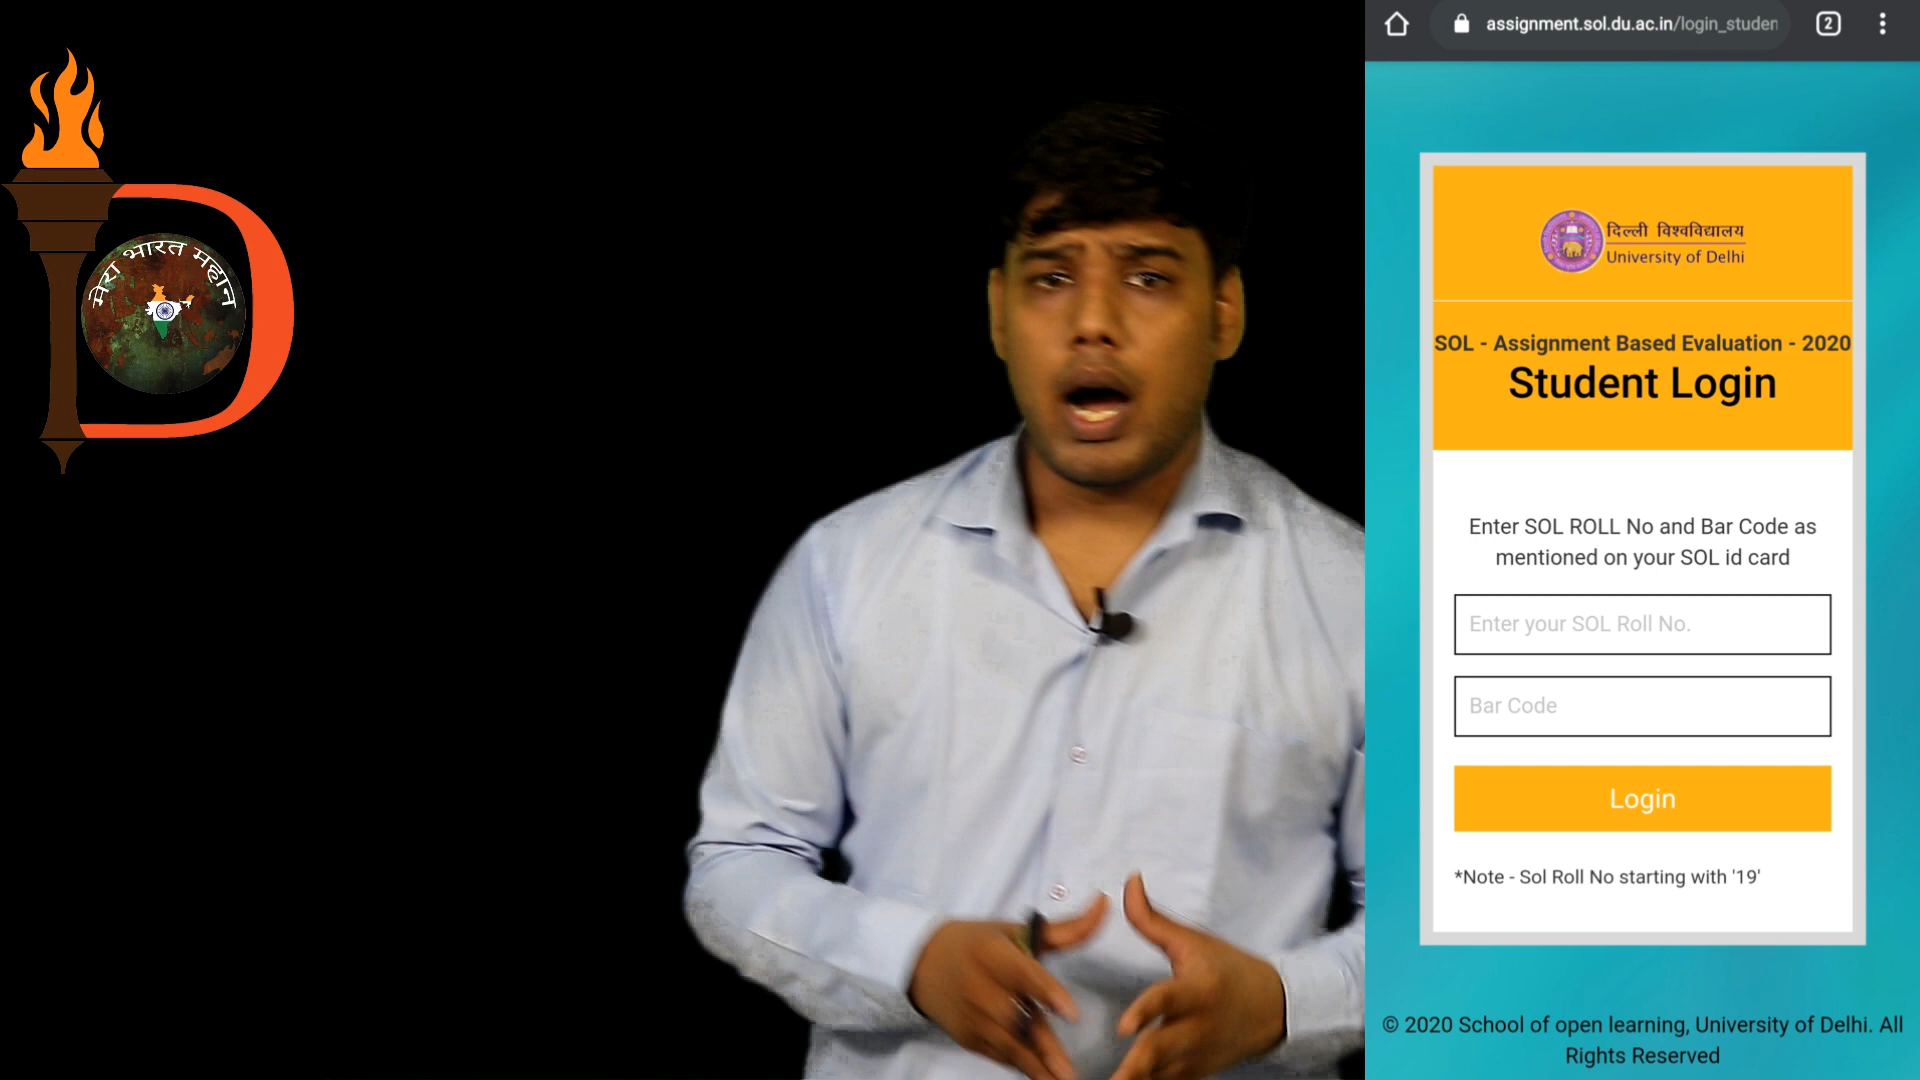 मेरा भारत महान
assignment.sol.du.ac.in/login_studen
2
दिल्ली विश्वविद्यालय
University of Delhi
SOL - Assignment Based Evaluation - 2020
Student Login
Enter SOL ROLL No and Bar Code as
mentioned on your SOL id card
Enter your SOL Roll No.
Bar Code
Login
*Note - Sol Roll No starting with '19'
© 2020 School of open learning, University of Delhi. All
Rights Reserved